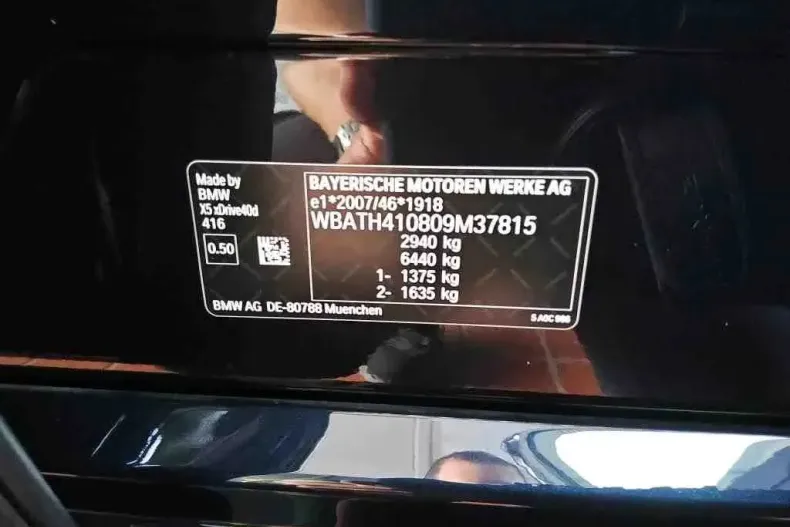 Made by
BMW
X5 xDrive40d
416
0.50
BAYERISCHE MOTOREN WERKE AG
e1*2007/46*1918
WBATH410809M37815
2940 kg
6440 kg
1- 1375 kg
2- 1635 kg
BMW AG DE-80788 Muenchen